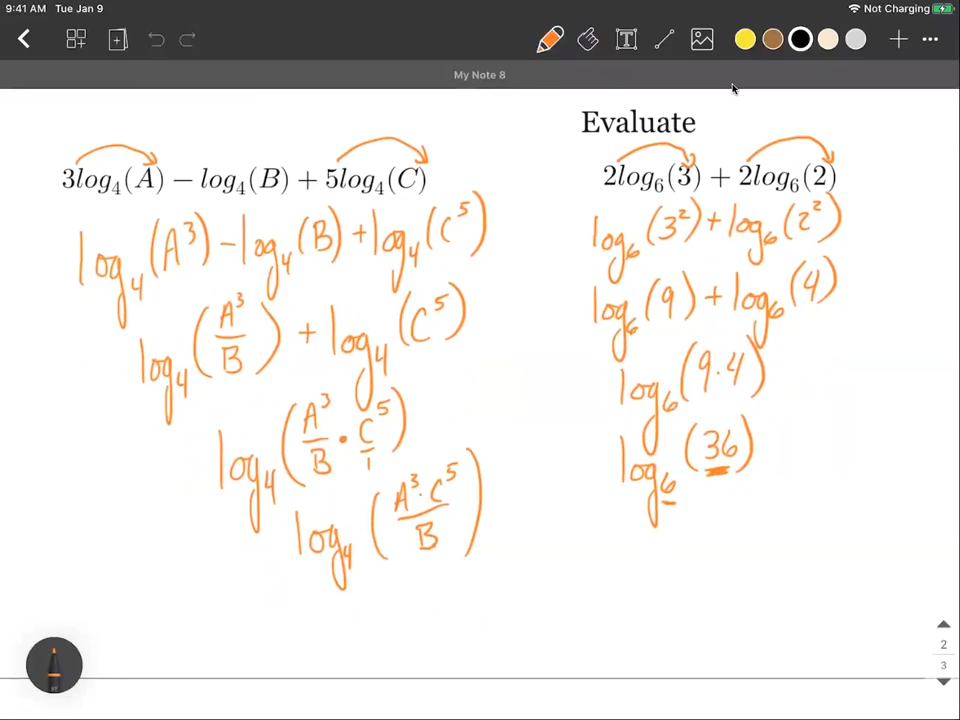 9:41 AM Tue Jan 9
Not Charging
My Note 8
3log₄(A) − log₄(B) + 5log₄(C)
log₄(A³) − log₄(B) + log₄(C⁵)
log₄(A³/B) + log₄(C⁵)
log₄(A³/B · C⁵/1)
log₄(A³·C⁵/B)
Evaluate
2log₆(3) + 2log₆(2)
log₆(3²) + log₆(2²)
log₆(9) + log₆(4)
log₆(9·4)
log₆(36)
2
3